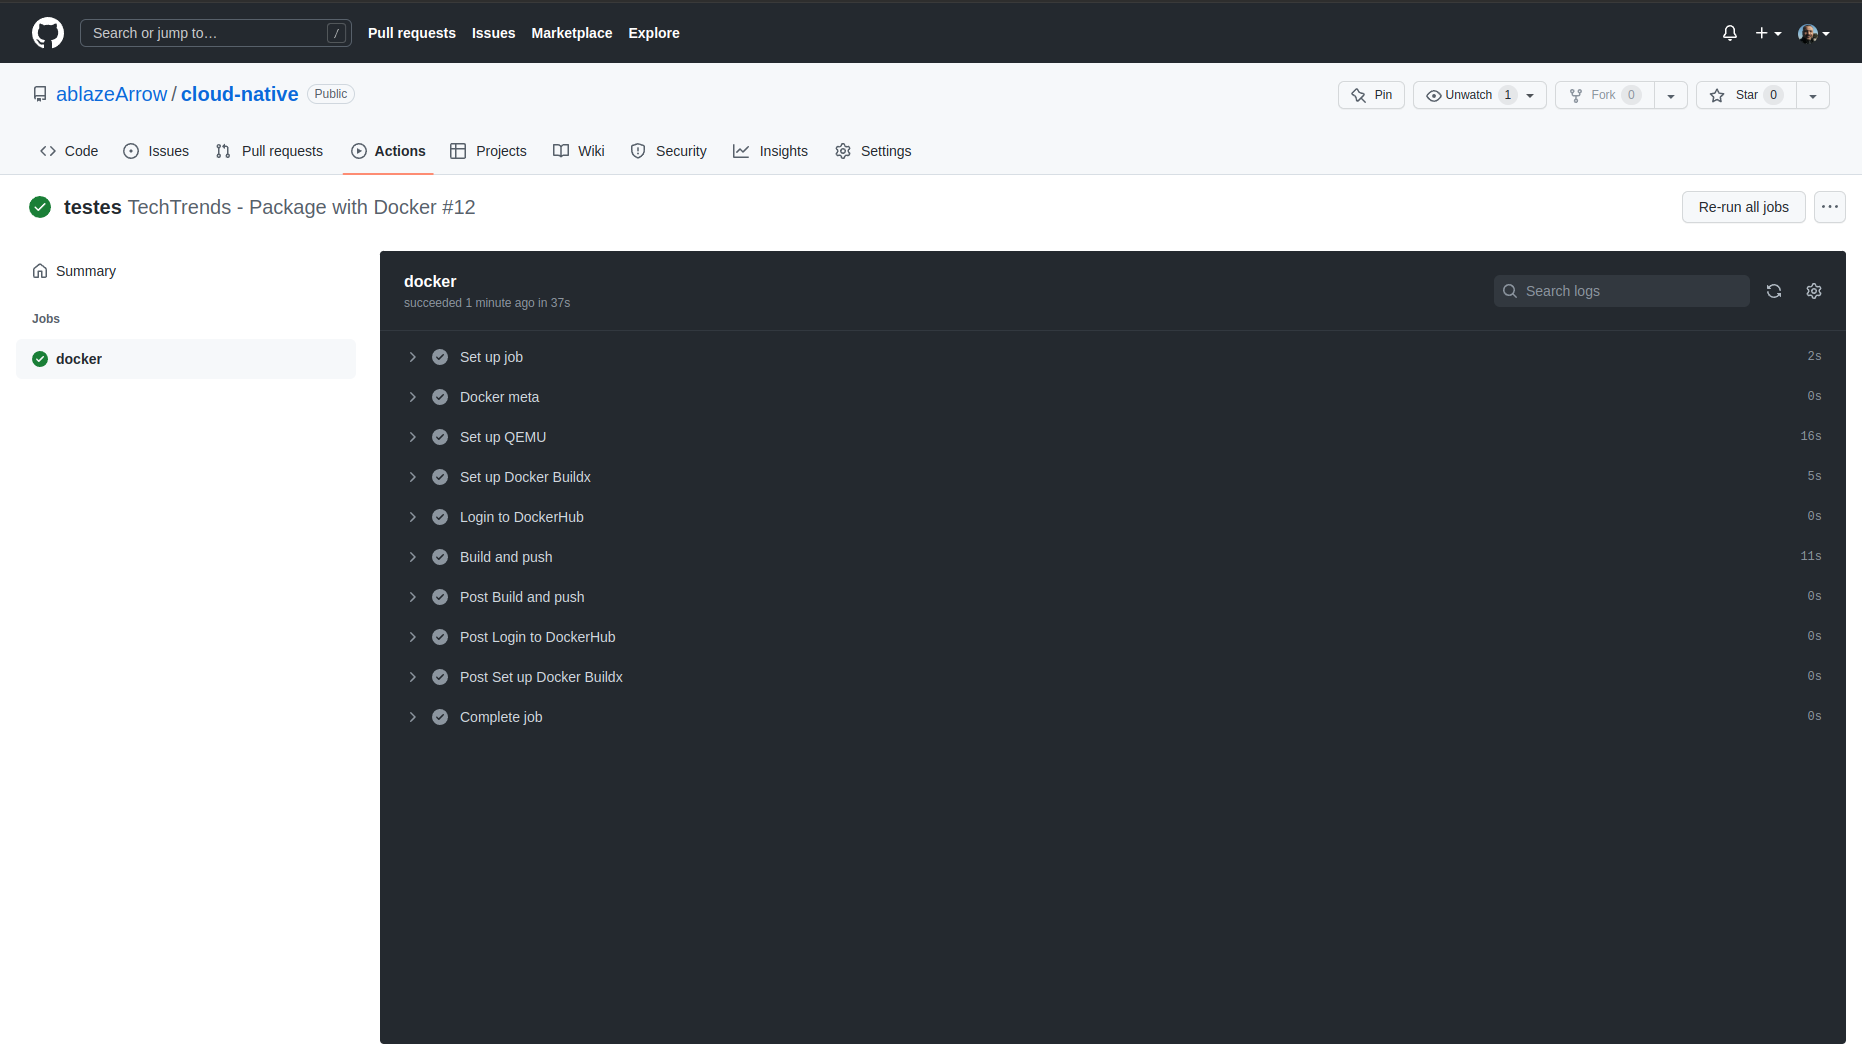 Search or jump to… /
Pull requests Issues Marketplace Explore
ablazeArrow / cloud-native Public
Pin Unwatch 1 Fork 0 Star 0
Code Issues Pull requests Actions Projects Wiki Security Insights Settings
testes TechTrends - Package with Docker #12
Re-run all jobs
Summary
Jobs
docker
docker
succeeded 1 minute ago in 37s
Search logs
Set up job 2s
Docker meta 0s
Set up QEMU 16s
Set up Docker Buildx 5s
Login to DockerHub 0s
Build and push 11s
Post Build and push 0s
Post Login to DockerHub 0s
Post Set up Docker Buildx 0s
Complete job 0s